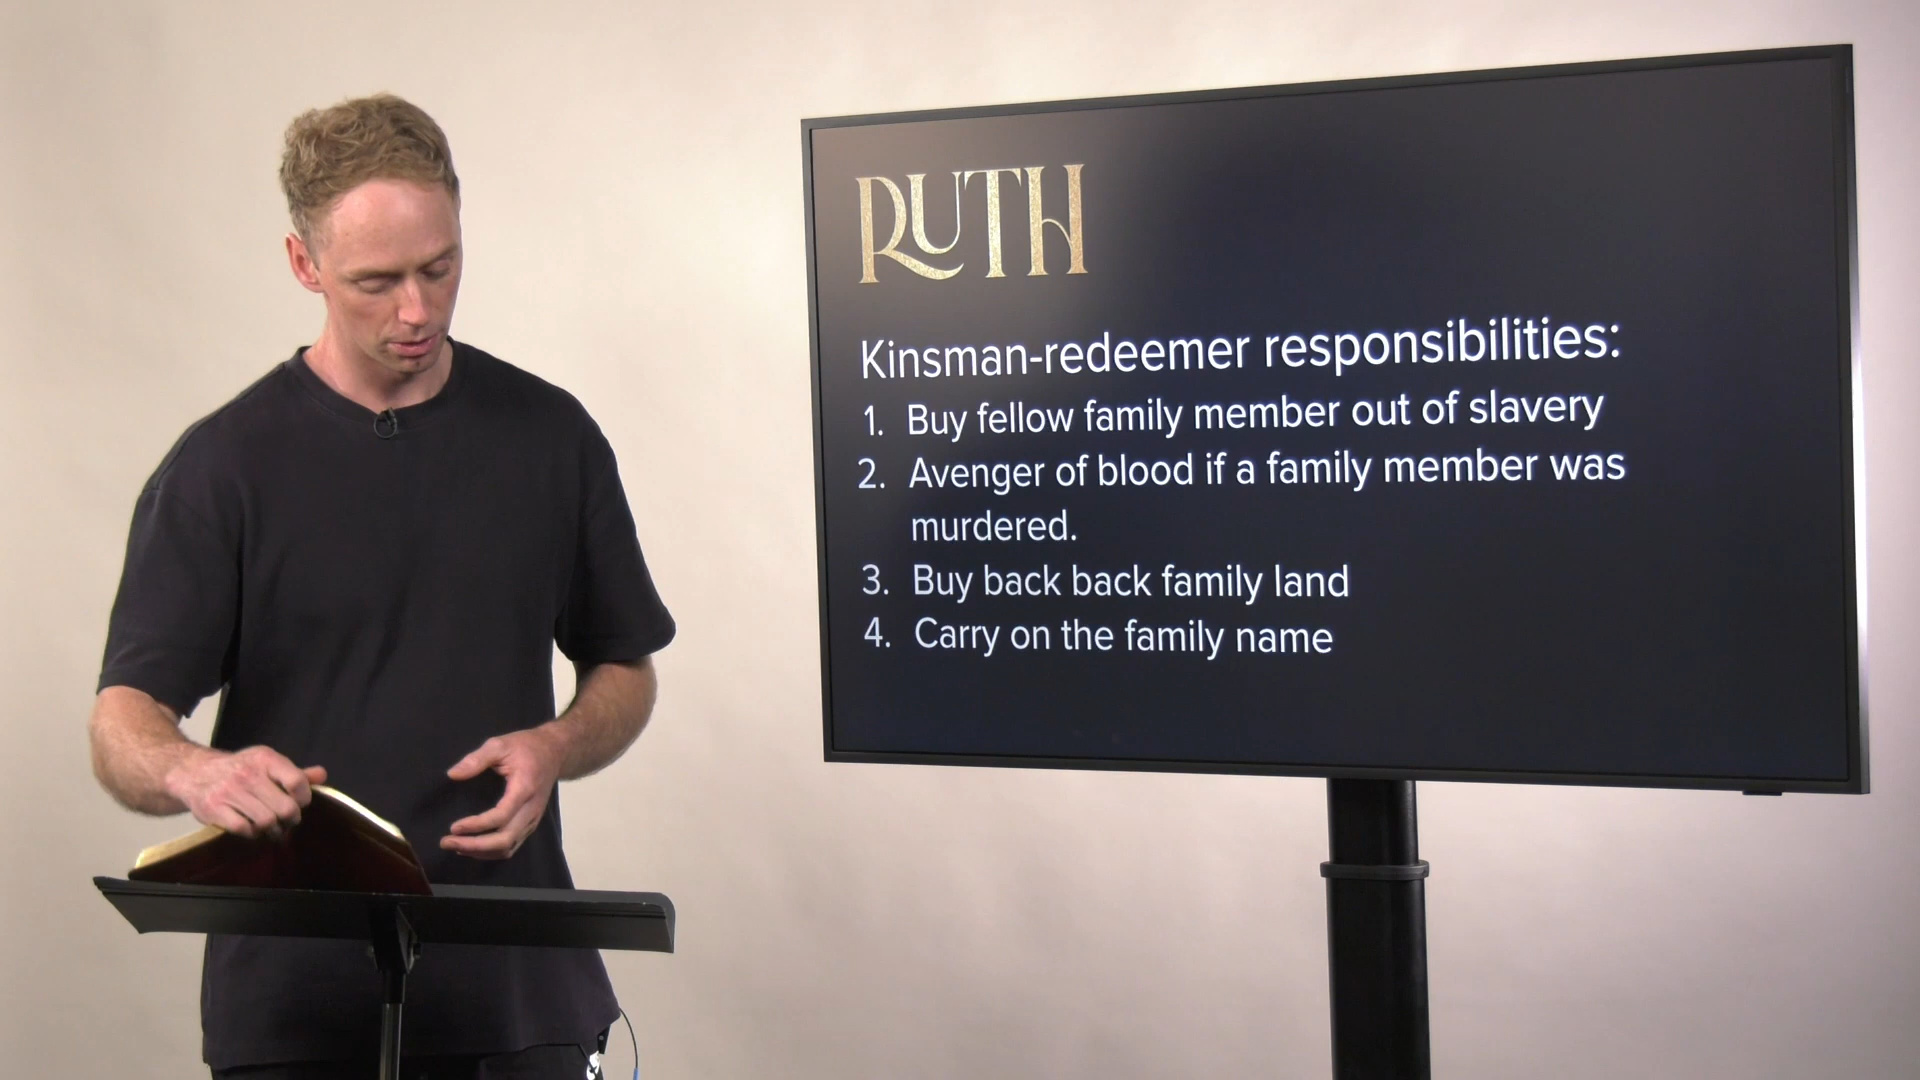 RUTH
Kinsman-redeemer responsibilities:
1. Buy fellow family member out of slavery
2. Avenger of blood if a family member was
murdered.
3. Buy back back family land
4. Carry on the family name